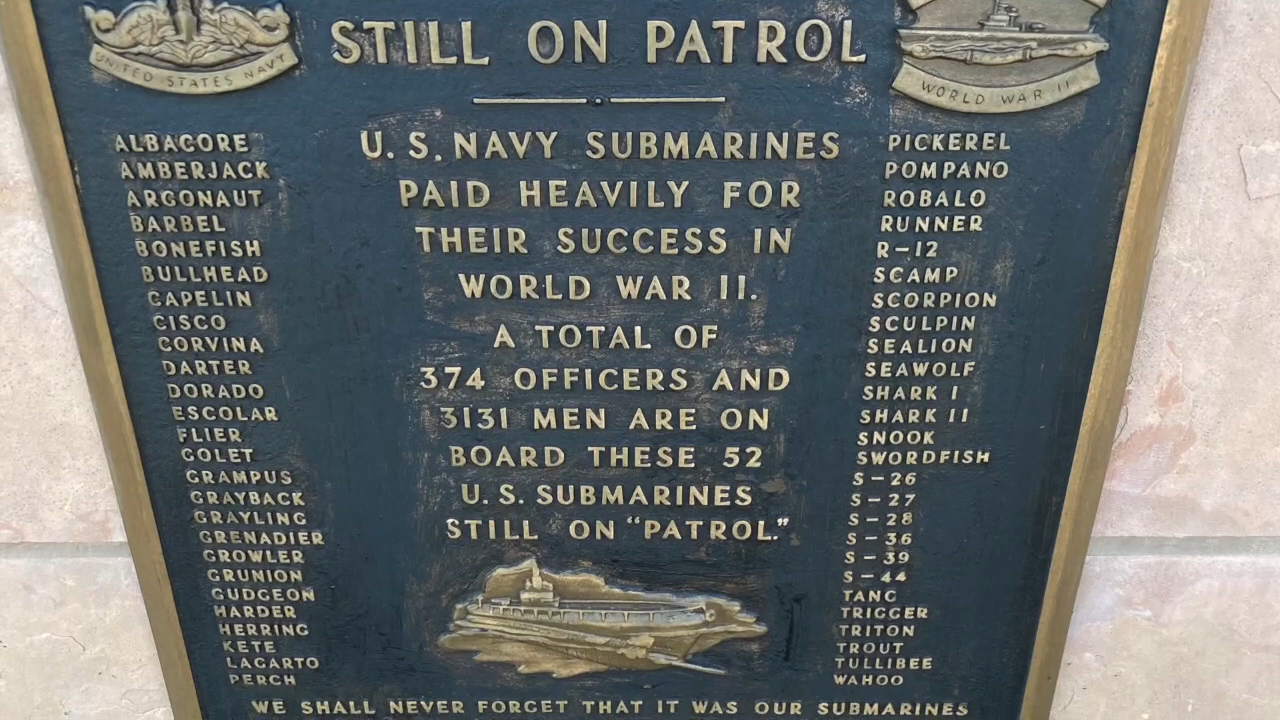 UNITED STATES NAVY
STILL ON PATROL
WORLD WAR II
ALBACORE
AMBERJACK
ARGONAUT
BARBEL
BONEFISH
BULLHEAD
CAPELIN
CISCO
CORVINA
DARTER
DORADO
ESCOLAR
FLIER
GOLET
GRAMPUS
GRAYBACK
GRAYLING
GRENADIER
GROWLER
GRUNION
GUDGEON
HARDER
HERRING
KETE
LAGARTO
PERCH
U.S. NAVY SUBMARINES
PAID HEAVILY FOR
THEIR SUCCESS IN
WORLD WAR II.
A TOTAL OF
374 OFFICERS AND
3131 MEN ARE ON
BOARD THESE 52
U.S. SUBMARINES
STILL ON "PATROL."
PICKEREL
POMPANO
ROBALO
RUNNER
R-12
SCAMP
SCORPION
SCULPIN
SEALION
SEAWOLF
SHARK I
SHARK II
SNOOK
SWORDFISH
S-26
S-27
S-28
S-36
S-39
S-44
TANG
TRIGGER
TRITON
TROUT
TULLIBEE
WAHOO
WE SHALL NEVER FORGET THAT IT WAS OUR SUBMARINES